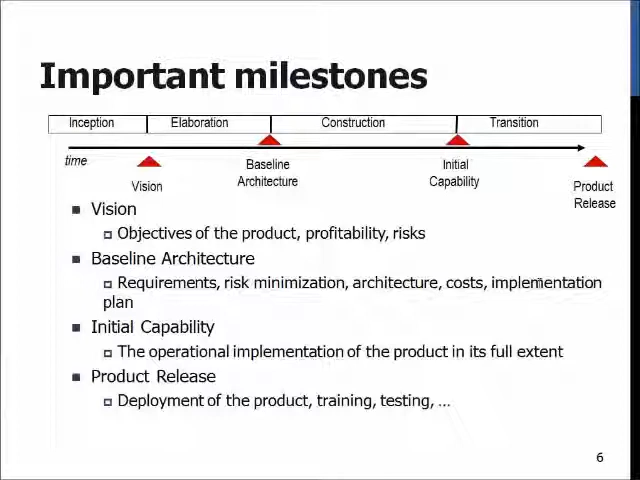 Important milestones
Inception Elaboration Construction Transition
time
Vision
Baseline
Architecture
Initial
Capability
Product
Release
Vision
Objectives of the product, profitability, risks
Baseline Architecture
Requirements, risk minimization, architecture, costs, implementation
plan
Initial Capability
The operational implementation of the product in its full extent
Product Release
Deployment of the product, training, testing, …
6